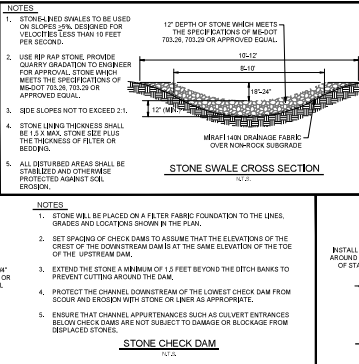 NOTES
1. STONE-LINED SWALES TO BE USED
ON SLOPES >5%. DESIGNED FOR
VELOCITIES LESS THAN 10 FEET
PER SECOND.
2. USE RIP RAP STONE, PROVIDE
QUARRY GRADATION TO ENGINEER
FOR APPROVAL. STONE WHICH
MEETS THE SPECIFICATIONS OF
ME-DOT 703.26, 703.29 OR
APPROVED EQUAL.
3. SIDE SLOPES NOT TO EXCEED 2:1.
4. STONE LINING THICKNESS SHALL
BE 1.5 X MAX. STONE SIZE PLUS
THE THICKNESS OF FILTER OR
BEDDING.
5. ALL DISTURBED AREAS SHALL BE
STABILIZED AND OTHERWISE
PROTECTED AGAINST SOIL
EROSION.
12" DEPTH OF STONE WHICH MEETS
THE SPECIFICATIONS OF ME-DOT
703.26, 703.29 OR APPROVED EQUAL.
10'-12'
8'-10'
18"-24"
12" (MIN.)
MIRAFI 140N DRAINAGE FABRIC
OVER NON-ROCK SUBGRADE
STONE SWALE CROSS SECTION
N.T.S.
NOTES
1. STONE WILL BE PLACED ON A FILTER FABRIC FOUNDATION TO THE LINES,
GRADES AND LOCATIONS SHOWN IN THE PLAN.
2. SET SPACING OF CHECK DAMS TO ASSUME THAT THE ELEVATIONS OF THE
CREST OF THE DOWNSTREAM DAM IS AT THE SAME ELEVATION OF THE TOE
OF THE UPSTREAM DAM.
3. EXTEND THE STONE A MINIMUM OF 1.5 FEET BEYOND THE DITCH BANKS TO
PREVENT CUTTING AROUND THE DAM.
4. PROTECT THE CHANNEL DOWNSTREAM OF THE LOWEST CHECK DAM FROM
SCOUR AND EROSION WITH STONE OR LINER AS APPROPRIATE.
5. ENSURE THAT CHANNEL APPURTENANCES SUCH AS CULVERT ENTRANCES
BELOW CHECK DAMS ARE NOT SUBJECT TO DAMAGE OR BLOCKAGE FROM
DISPLACED STONES.
STONE CHECK DAM
N.T.S.
OR
INSTALL
AROUND
OF STA